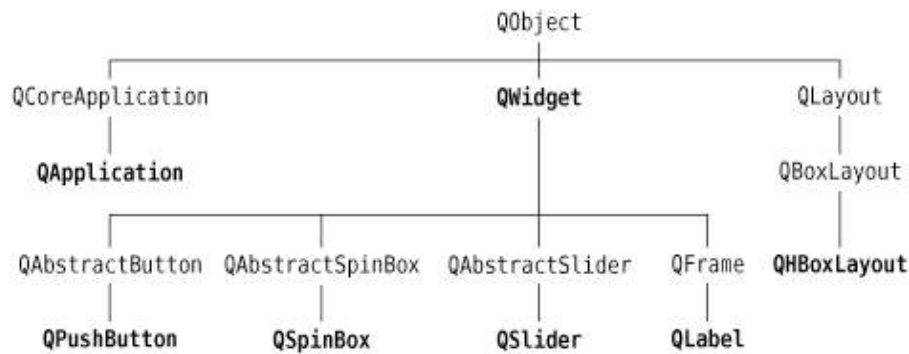 QObject
QCoreApplication QWidget QLayout
QApplication QBoxLayout
QAbstractButton QAbstractSpinBox QAbstractSlider QFrame QHBoxLayout
QPushButton QSpinBox QSlider QLabel